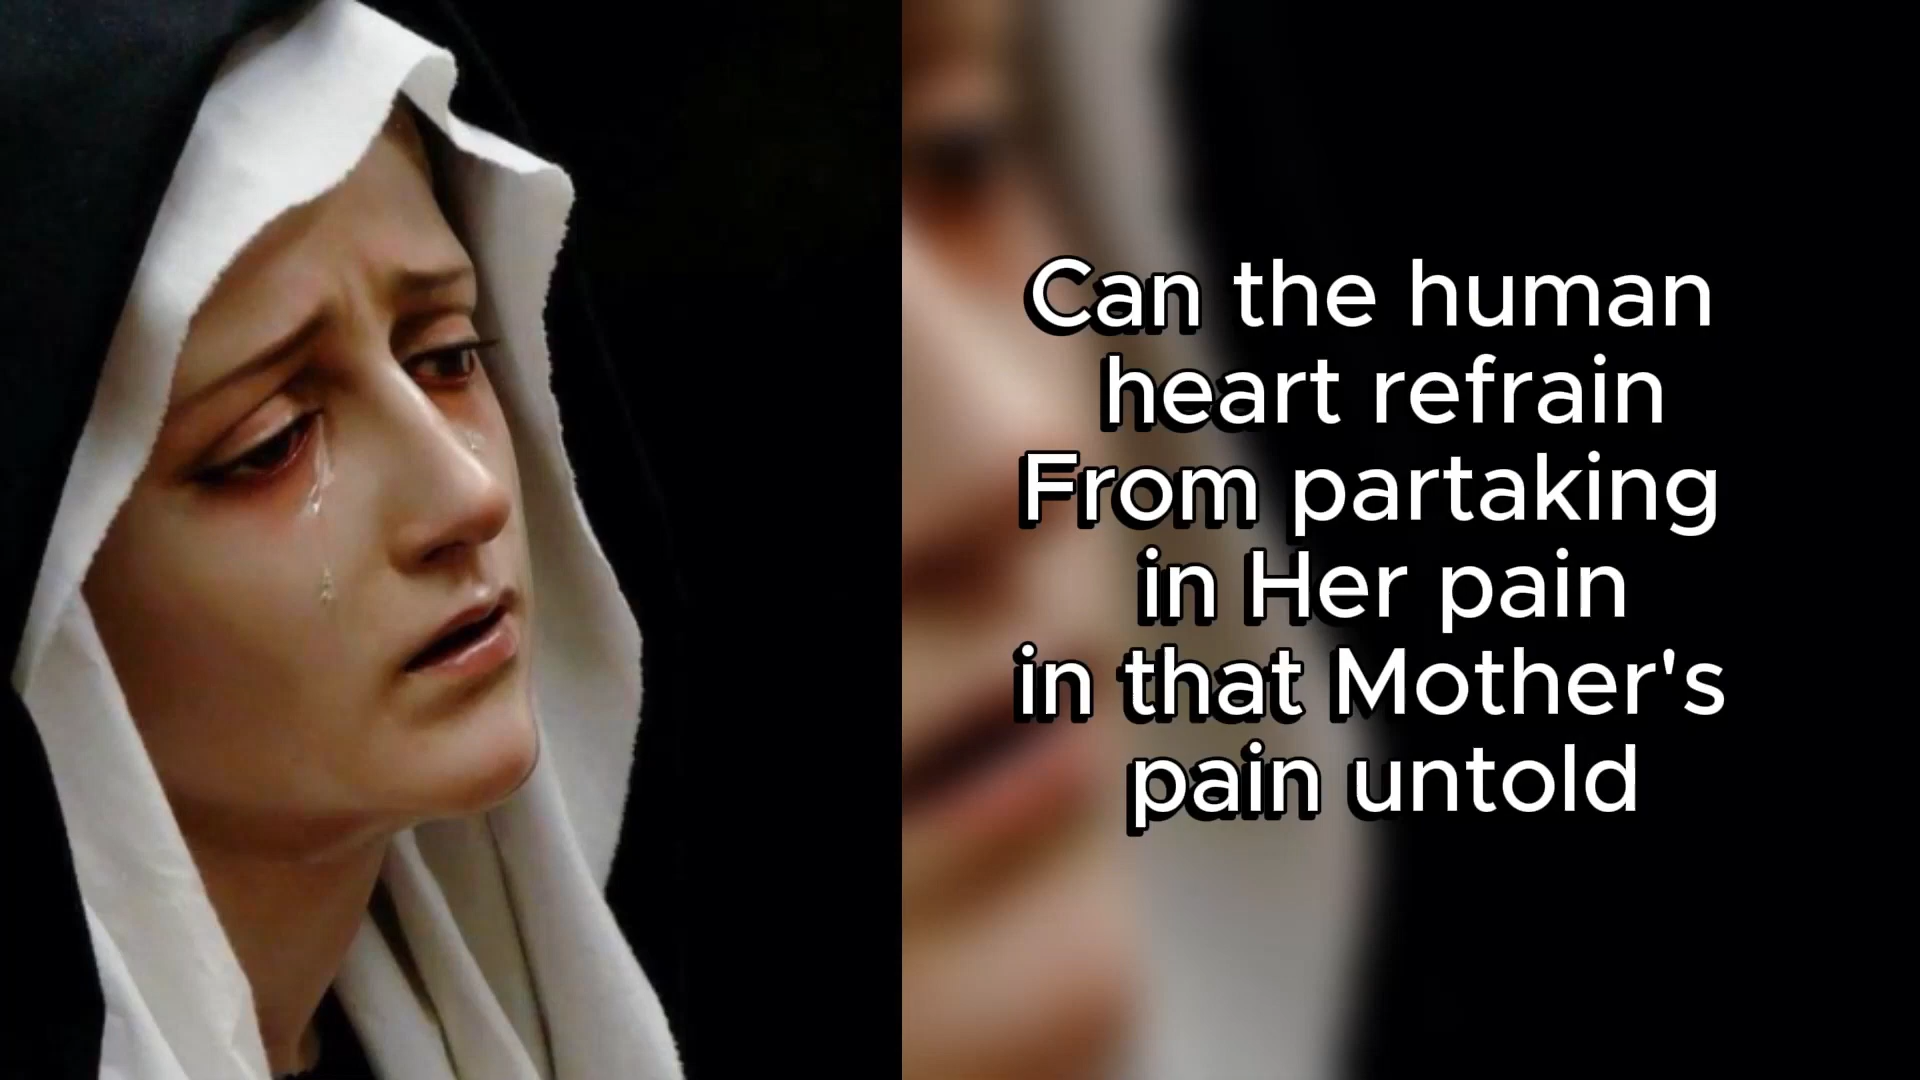 Can the human
heart refrain
From partaking
in Her pain
in that Mother's
pain untold